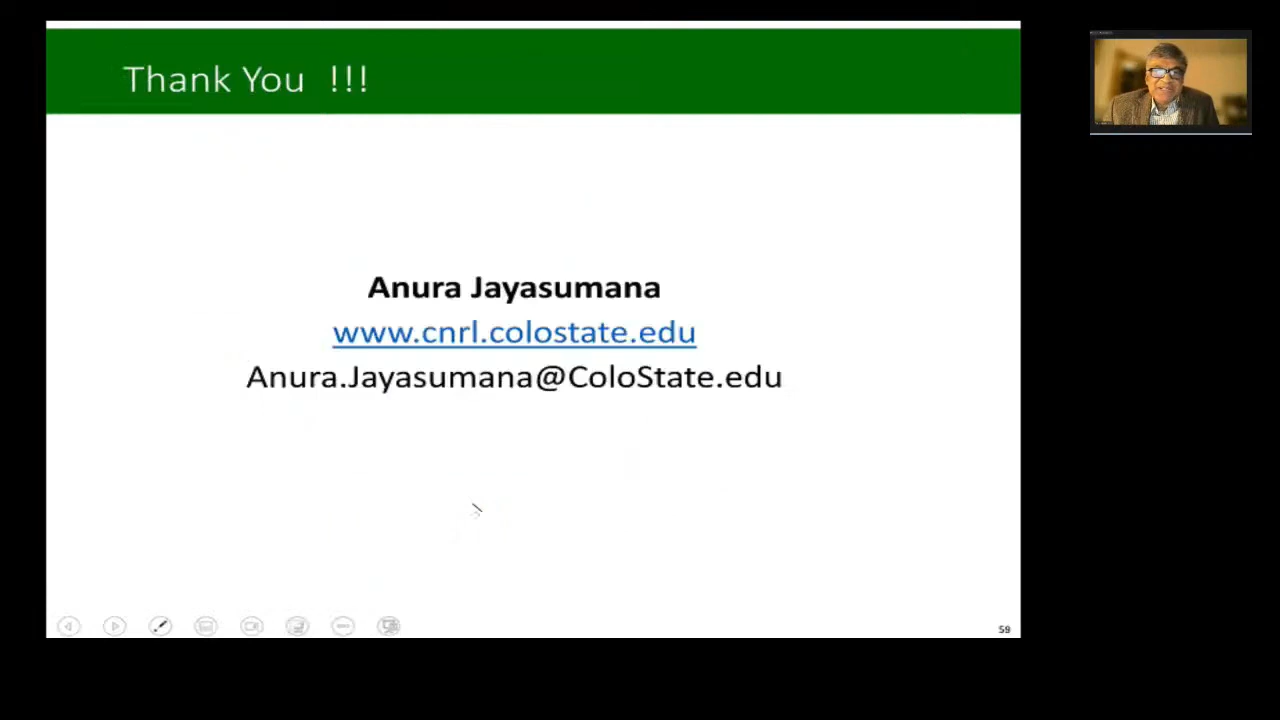 Thank You !!!
Anura Jayasumana
www.cnrl.colostate.edu
Anura.Jayasumana@ColoState.edu
59